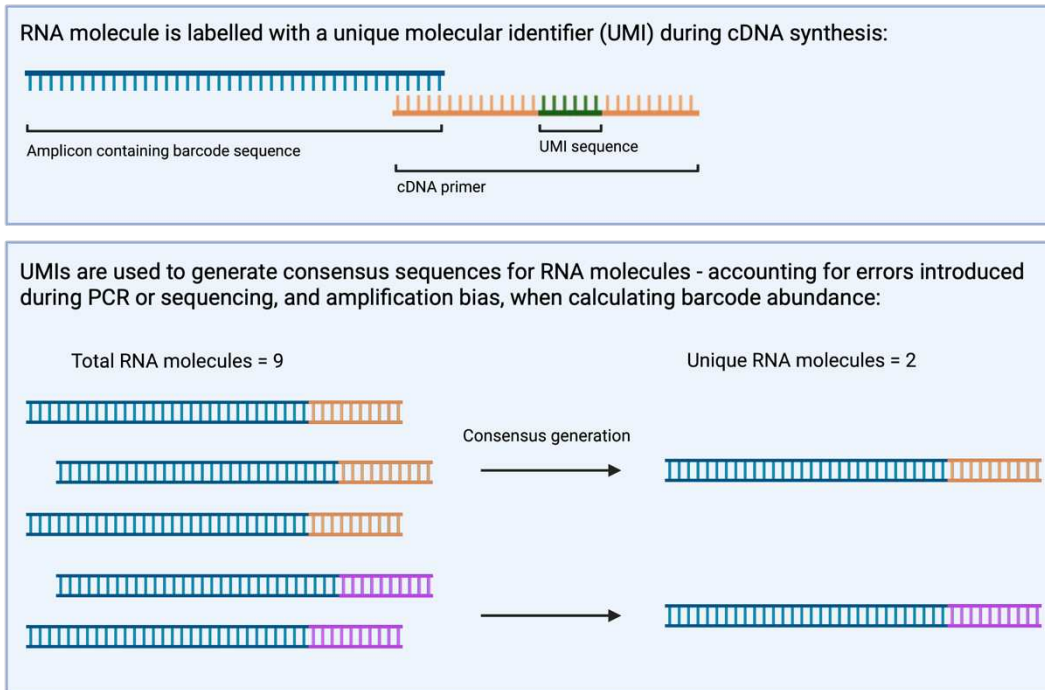 RNA molecule is labelled with a unique molecular identifier (UMI) during cDNA synthesis:
Amplicon containing barcode sequence
UMI sequence
cDNA primer
UMIs are used to generate consensus sequences for RNA molecules - accounting for errors introduced
during PCR or sequencing, and amplification bias, when calculating barcode abundance:
Total RNA molecules = 9
Unique RNA molecules = 2
Consensus generation